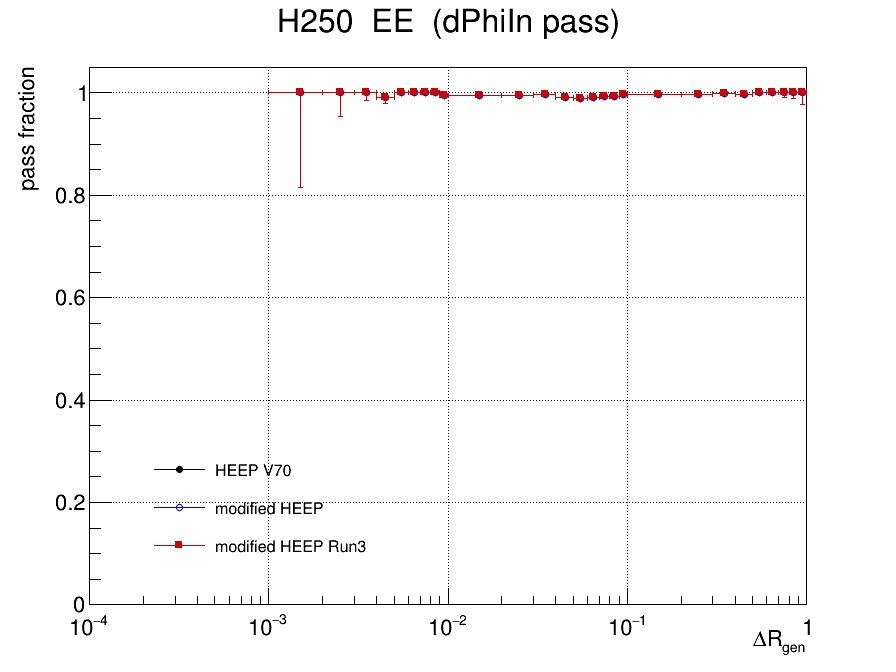 H250 EE (dPhiIn pass)
pass fraction
1
0.8
0.6
0.4
0.2
0
HEEP V70
modified HEEP
modified HEEP Run3
10⁻⁴ 10⁻³ 10⁻² 10⁻¹ 1
ΔR_gen